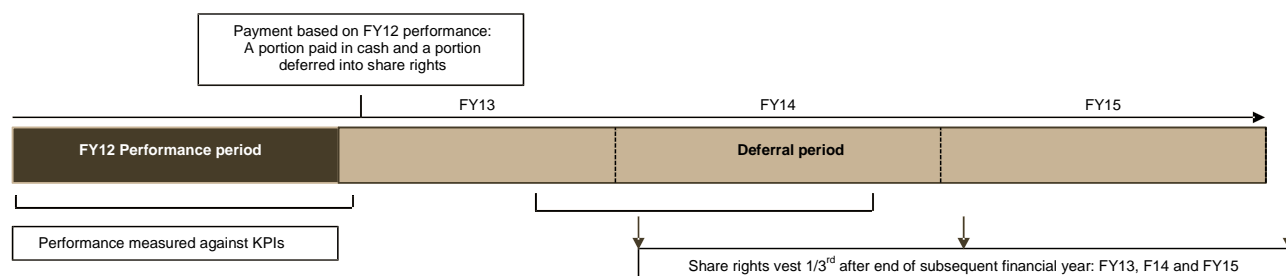 Payment based on FY12 performance:
A portion paid in cash and a portion
deferred into share rights
FY13
FY14
FY15
FY12 Performance period
Deferral period
Performance measured against KPIs
Share rights vest 1/3rd after end of subsequent financial year: FY13, F14 and FY15